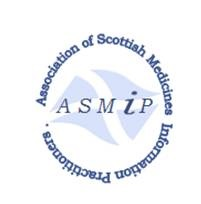 Association of Scottish Medicines Information Practitioners .
ASMiP